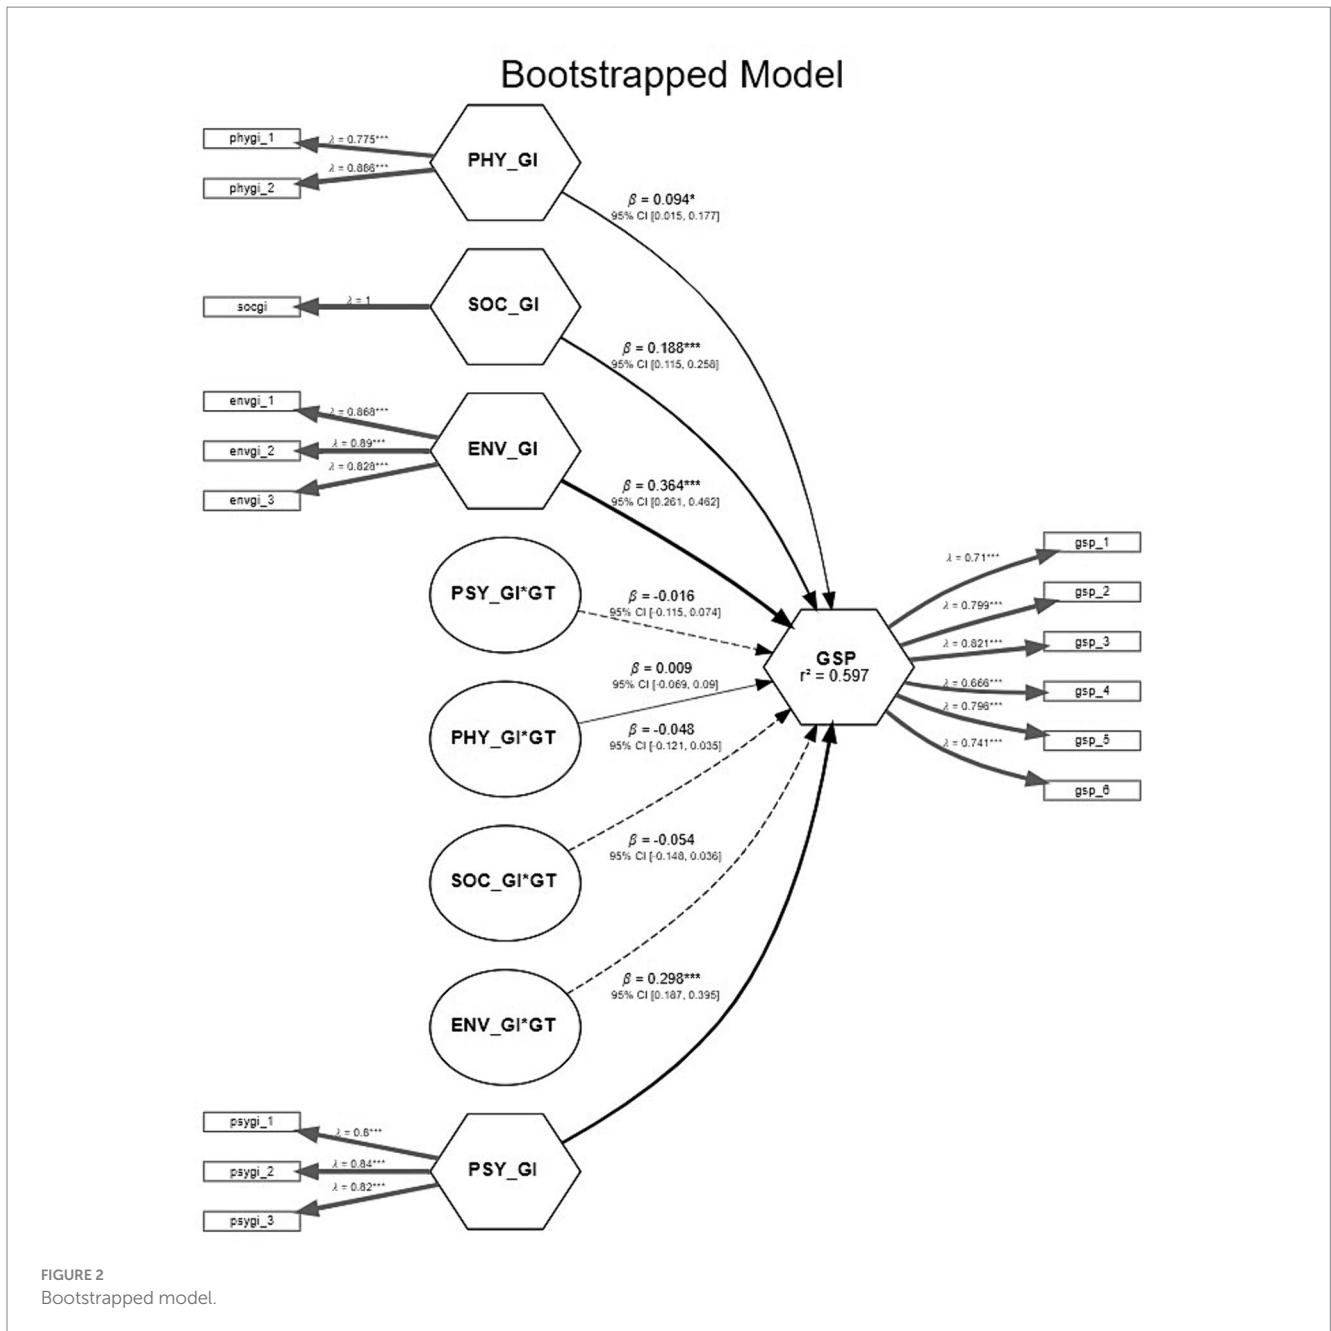 Bootstrapped Model
phygi_1
λ = 0.775***
phygi_2
λ = 0.886***
PHY_GI
β = 0.094*
95% CI [0.015, 0.177]
socgi
λ = 1
SOC_GI
β = 0.188***
95% CI [0.115, 0.258]
envgi_1
λ = 0.868***
envgi_2
λ = 0.89***
envgi_3
λ = 0.828***
ENV_GI
β = 0.364***
95% CI [0.261, 0.462]
PSY_GI*GT
β = -0.016
95% CI [-0.115, 0.074]
PHY_GI*GT
β = 0.009
95% CI [-0.069, 0.09]
SOC_GI*GT
β = -0.048
95% CI [-0.121, 0.035]
ENV_GI*GT
β = -0.054
95% CI [-0.148, 0.036]
PSY_GI
β = 0.298***
95% CI [0.187, 0.395]
psygi_1
λ = 0.8***
psygi_2
λ = 0.84***
psygi_3
λ = 0.82***
GSP
r² = 0.597
λ = 0.71***
gsp_1
λ = 0.799***
gsp_2
λ = 0.821***
gsp_3
λ = 0.666***
gsp_4
λ = 0.796***
gsp_5
λ = 0.741***
gsp_6
FIGURE 2
Bootstrapped model.